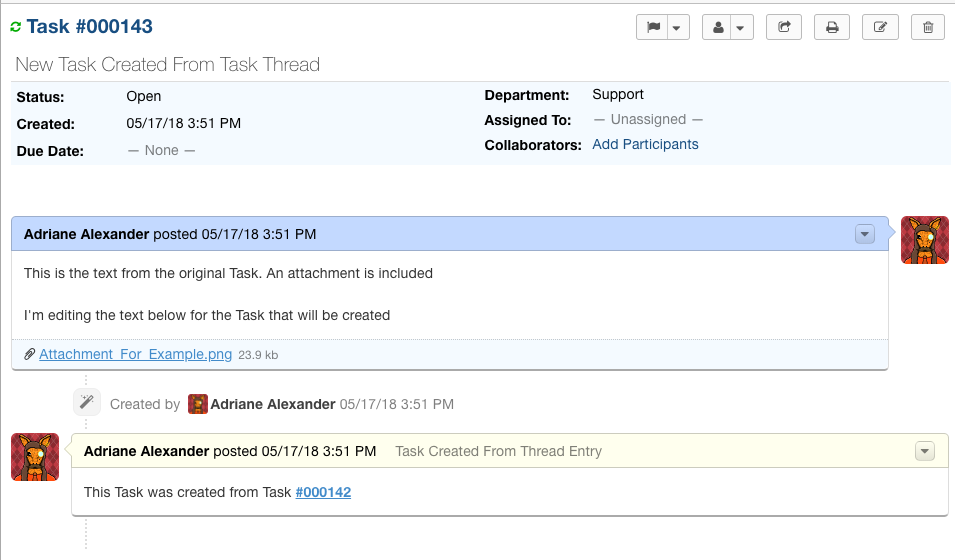 Task #000143
New Task Created From Task Thread
Status: Open
Created: 05/17/18 3:51 PM
Due Date: — None —
Department: Support
Assigned To: — Unassigned —
Collaborators: Add Participants
Adriane Alexander posted 05/17/18 3:51 PM
This is the text from the original Task. An attachment is included
I'm editing the text below for the Task that will be created
Attachment_For_Example.png 23.9 kb
Created by Adriane Alexander 05/17/18 3:51 PM
Adriane Alexander posted 05/17/18 3:51 PM Task Created From Thread Entry
This Task was created from Task #000142